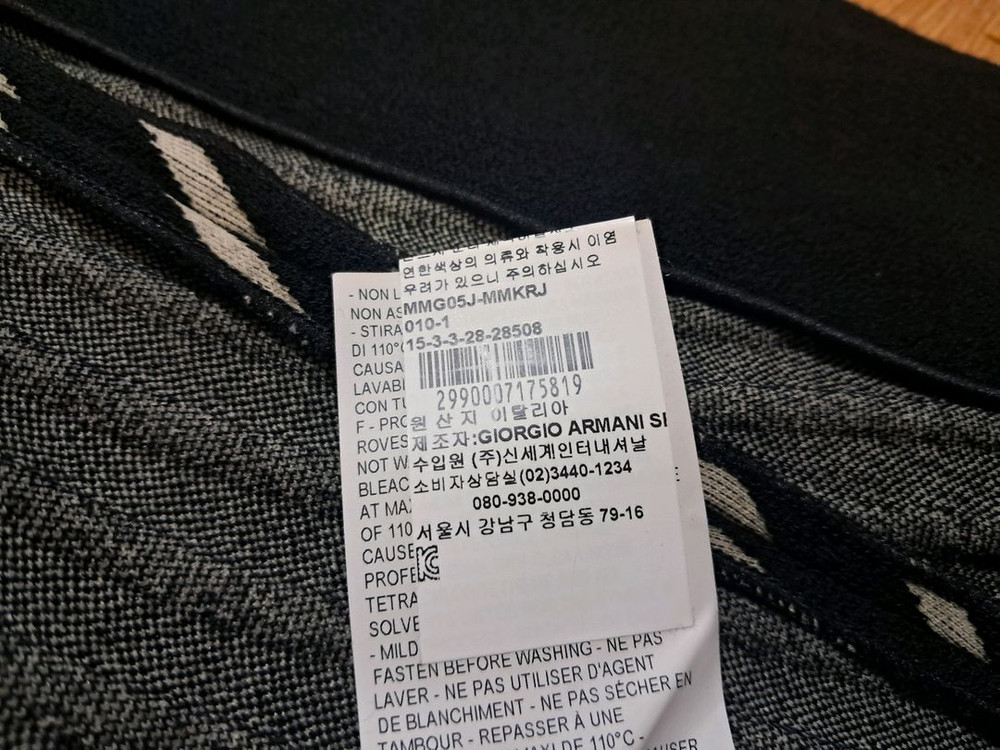 연한색상의 의류와 착용시 이염
우려가 있으니 주의하십시오
MMG05J-MMKRJ
010-1
15-3-3-28-28508
2990007175819
원 산 지 이탈리아
제조자:GIORGIO ARMANI
수입원 (주)신세계인터내셔날
소비자상담실(02)3440-1234
080-938-0000
서울시 강남구 청담동 79-16
- NON
NON
- STIRA
DI 110°
CAUSA
LAVABI
CON
F -
ROVES
NOT
BLEAC
AT
OF 110
CAUSE
PROFE
TETRA
SOLVE
- MILD
FASTEN BEFORE WASHING - NE PAS
LAVER - NE PAS UTILISER D'AGENT
DE BLANCHIMENT - NE PAS SÈCHER EN
TAMBOUR - REPASSER À UNE
MAXI DE 110°C -